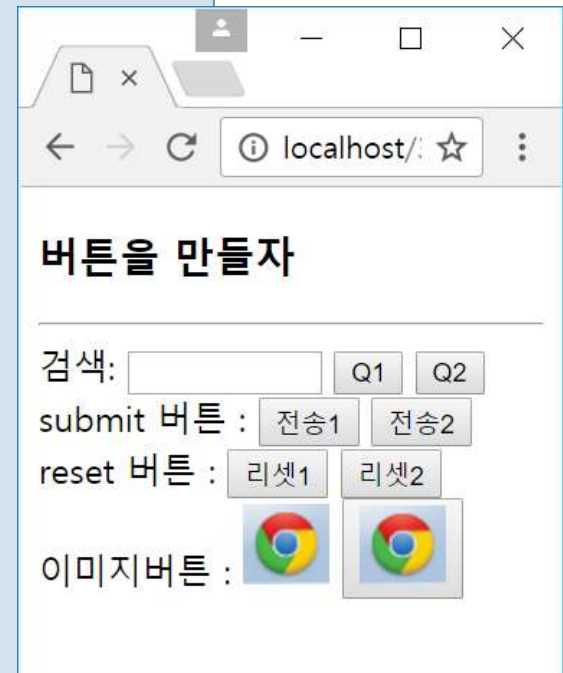 localhost/
버튼을 만들자
검색: Q1 Q2
submit 버튼 : 전송1 전송2
reset 버튼 : 리셋1 리셋2
이미지버튼 :